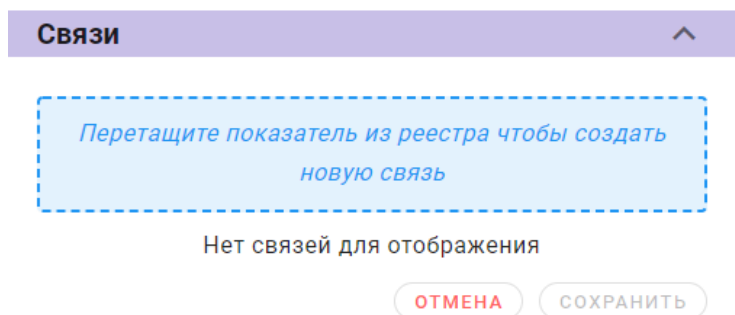 Связи
Перетащите показатель из реестра чтобы создать
новую связь
Нет связей для отображения
ОТМЕНА СОХРАНИТЬ